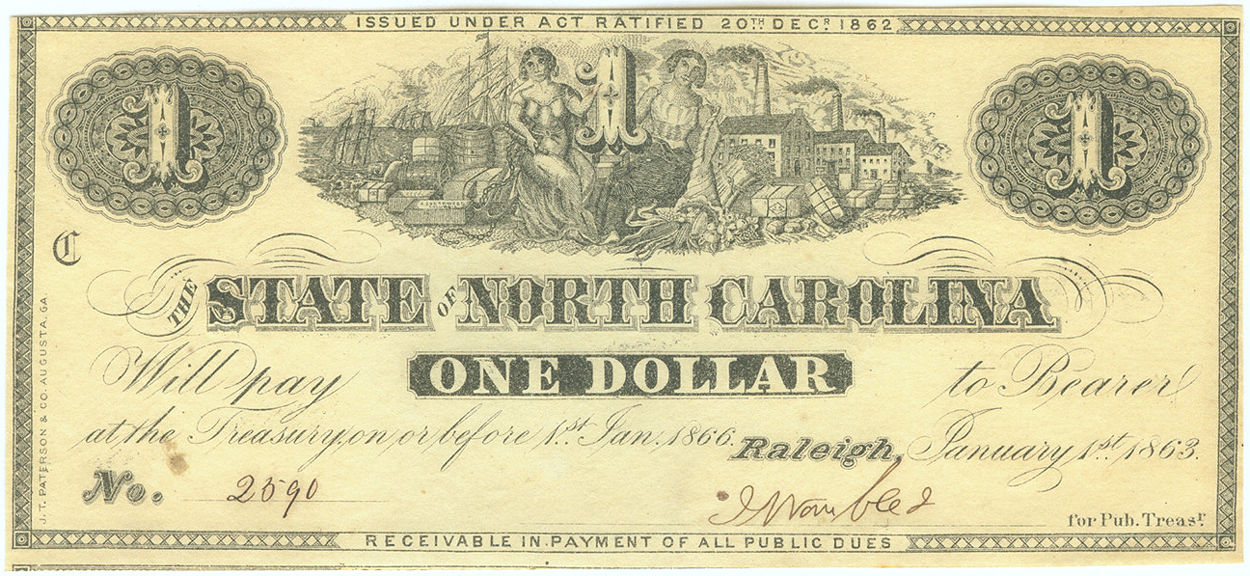 ISSUED UNDER ACT RATIFIED 20TH DECR. 1862
1 1 1
C
THE STATE OF NORTH CAROLINA
Will pay ONE DOLLAR to Bearer
at the Treasury, on or before 1st Jan. 1866.
Raleigh, January 1st, 1863.
No. 2590
for Pub. Treasr.
RECEIVABLE IN PAYMENT OF ALL PUBLIC DUES
J. T. PATERSON & CO. AUGUSTA, GA.